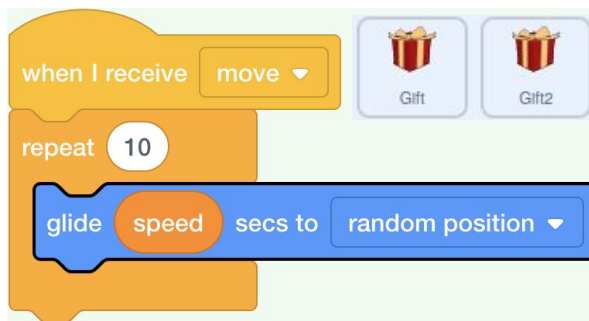 when I receive move
Gift
Gift2
repeat 10
glide speed secs to random position